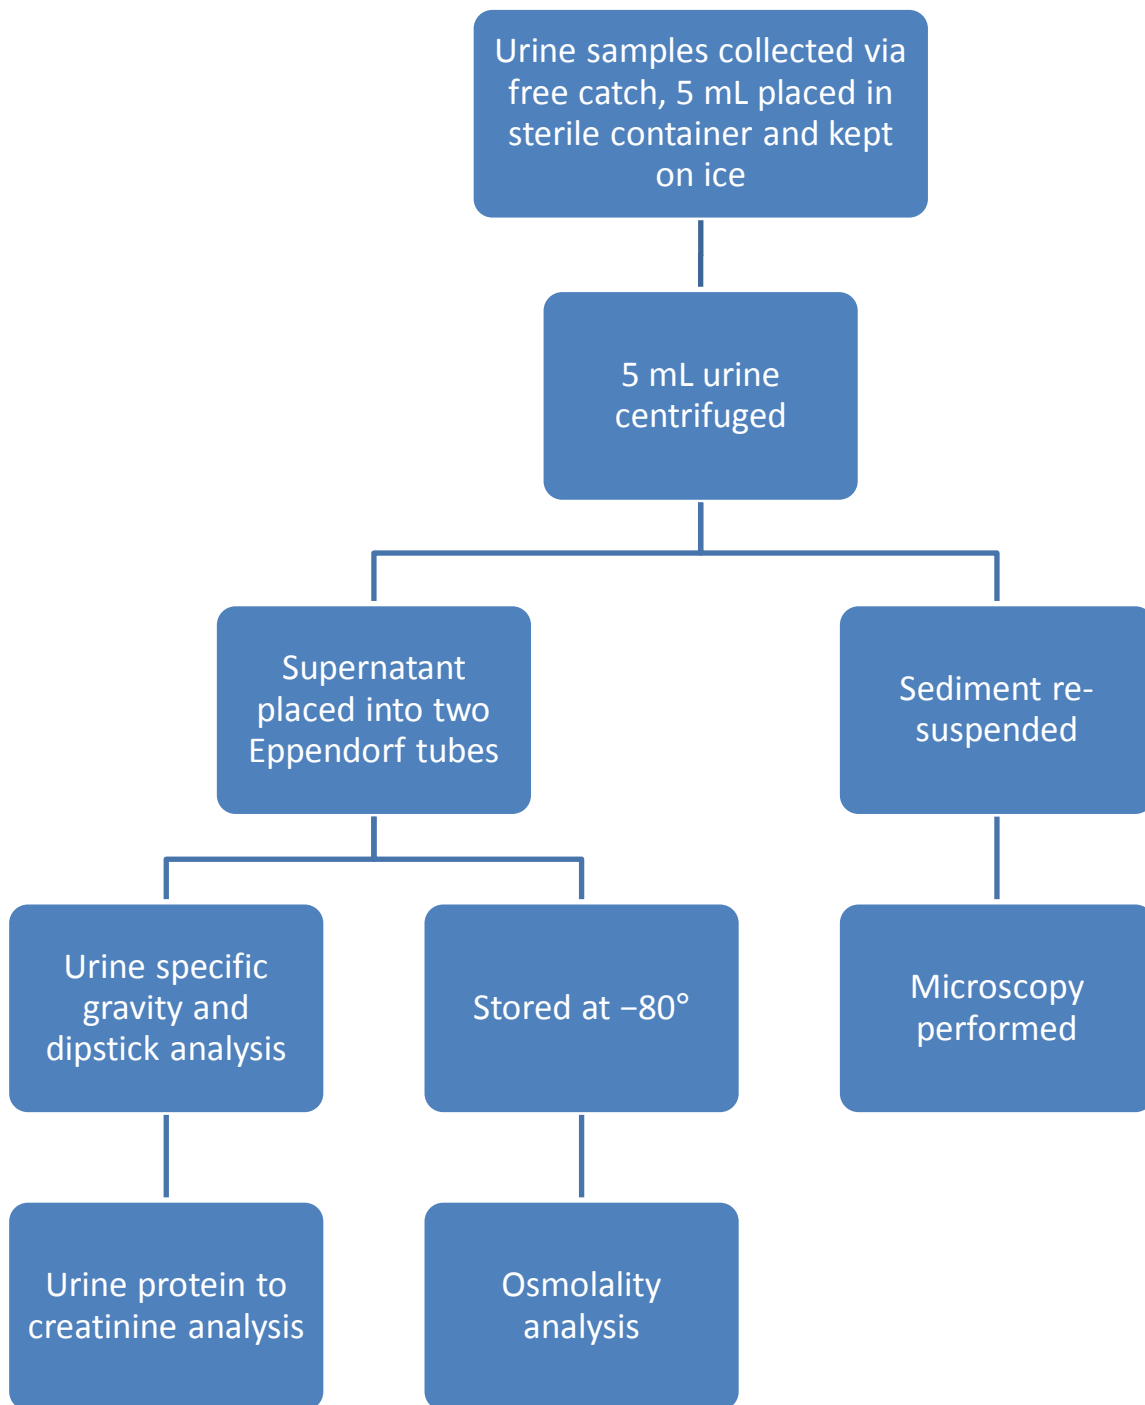 Urine samples collected via
free catch, 5 mL placed in
sterile container and kept
on ice
5 mL urine
centrifuged
Supernatant
placed into two
Eppendorf tubes
Sediment re-
suspended
Urine specific
gravity and
dipstick analysis
Stored at −80°
Microscopy
performed
Urine protein to
creatinine analysis
Osmolality
analysis